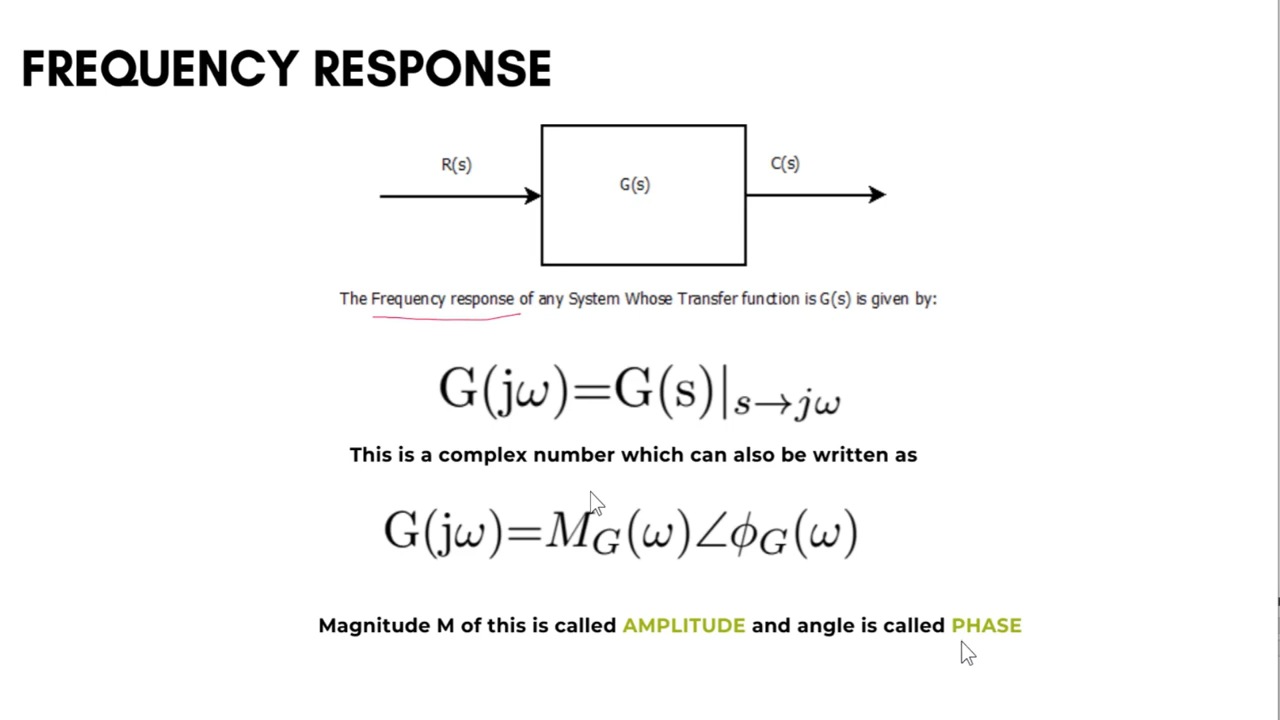 FREQUENCY RESPONSE
R(s)
G(s)
C(s)
The Frequency response of any System Whose Transfer function is G(s) is given by:
G(jω)=G(s)|s→jω
This is a complex number which can also be written as
G(jω)=MG(ω)∠ϕG(ω)
Magnitude M of this is called AMPLITUDE and angle is called PHASE